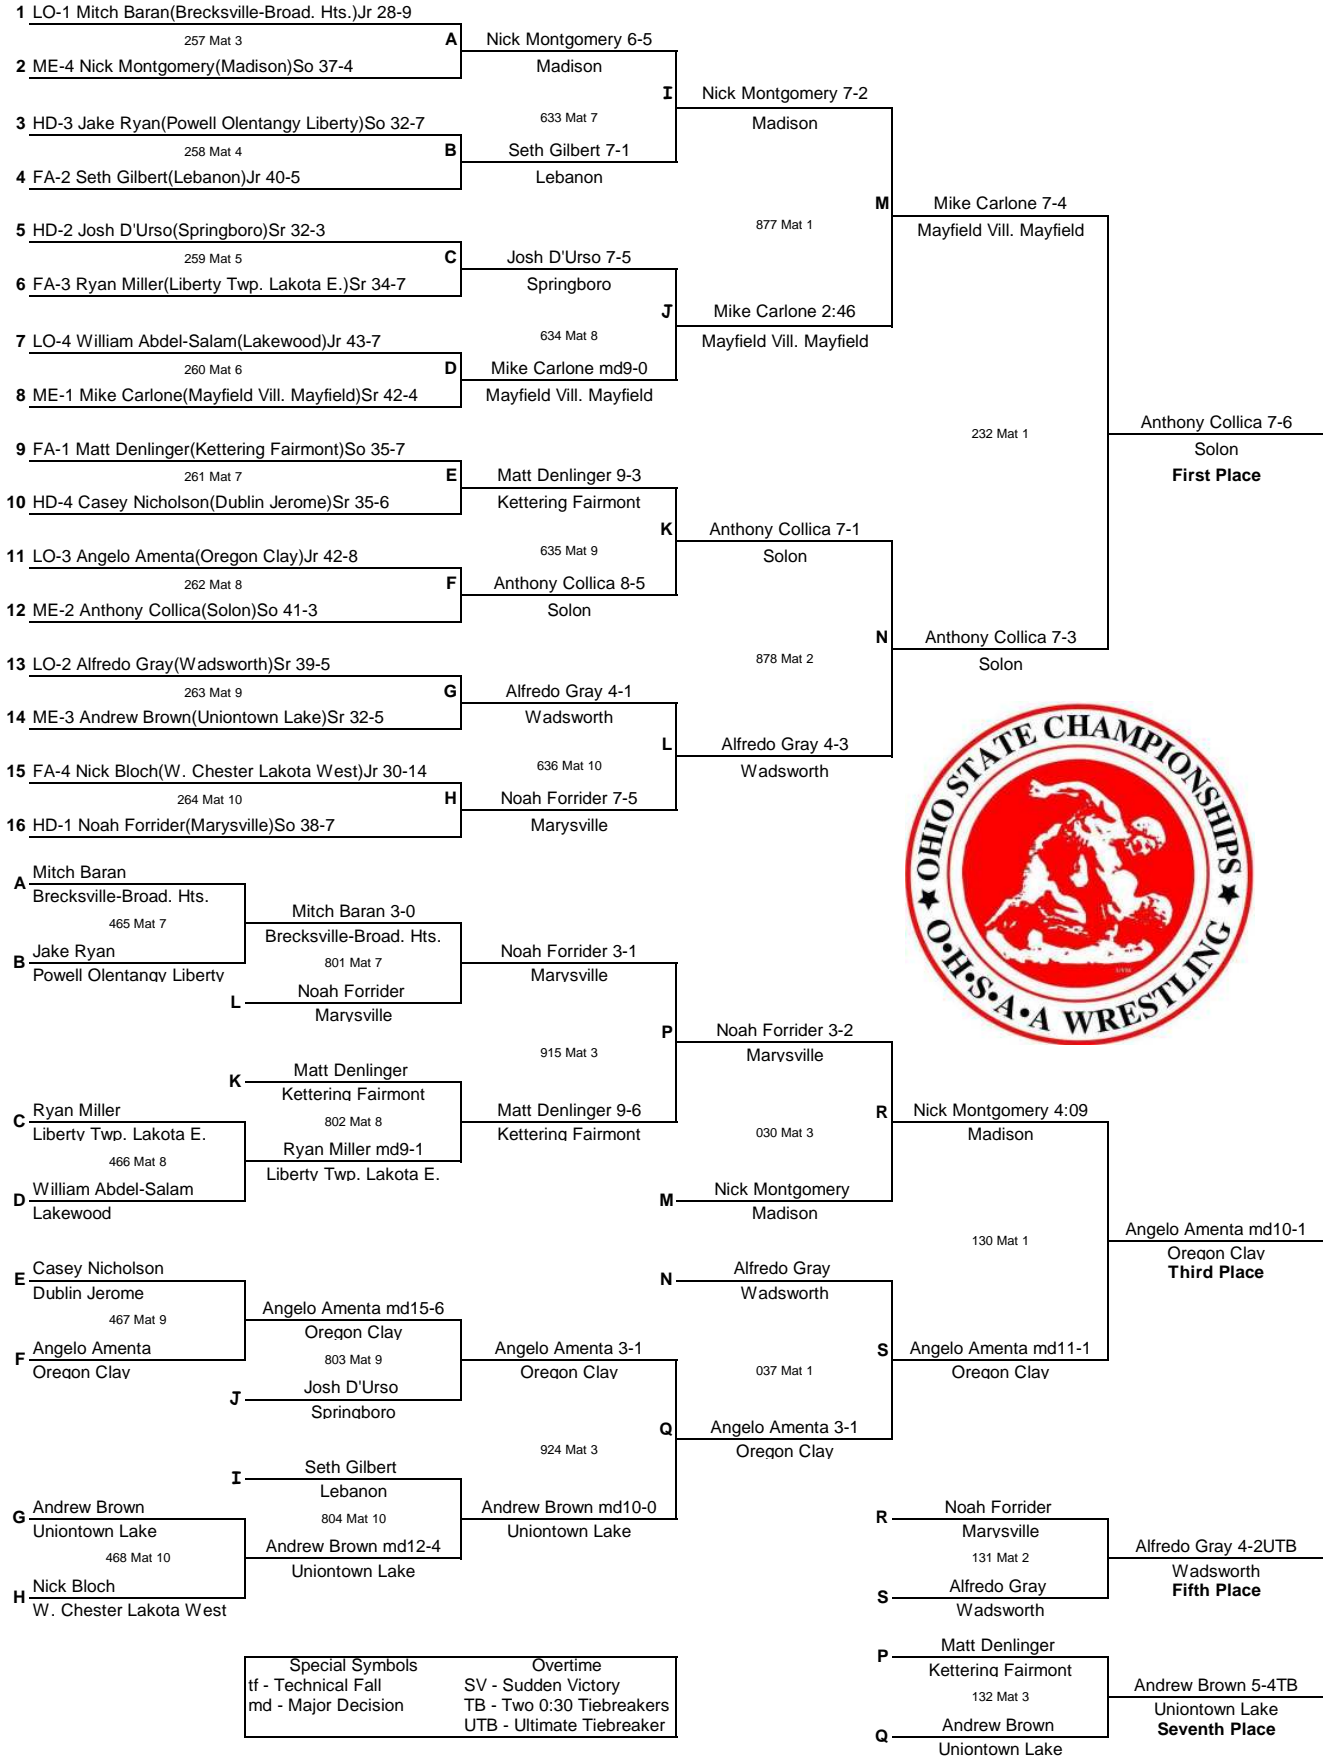 1 LO-1 Mitch Baran(Brecksville-Broad. Hts.)Jr 28-9
257 Mat 3
A
2 ME-4 Nick Montgomery(Madison)So 37-4
Nick Montgomery 6-5
Madison
3 HD-3 Jake Ryan(Powell Olentangy Liberty)So 32-7
258 Mat 4
B
4 FA-2 Seth Gilbert(Lebanon)Jr 40-5
633 Mat 7
Seth Gilbert 7-1
Lebanon
I
Nick Montgomery 7-2
Madison
5 HD-2 Josh D'Urso(Springboro)Sr 32-3
259 Mat 5
C
6 FA-3 Ryan Miller(Liberty Twp. Lakota E.)Sr 34-7
Josh D'Urso 7-5
Springboro
7 LO-4 William Abdel-Salam(Lakewood)Jr 43-7
260 Mat 6
D
8 ME-1 Mike Carlone(Mayfield Vill. Mayfield)Sr 42-4
634 Mat 8
Mike Carlone md9-0
Mayfield Vill. Mayfield
J
Mike Carlone 2:46
Mayfield Vill. Mayfield
877 Mat 1
M
Mike Carlone 7-4
Mayfield Vill. Mayfield
9 FA-1 Matt Denlinger(Kettering Fairmont)So 35-7
261 Mat 7
E
10 HD-4 Casey Nicholson(Dublin Jerome)Sr 35-6
Matt Denlinger 9-3
Kettering Fairmont
11 LO-3 Angelo Amenta(Oregon Clay)Jr 42-8
262 Mat 8
F
12 ME-2 Anthony Collica(Solon)So 41-3
635 Mat 9
Anthony Collica 8-5
Solon
K
Anthony Collica 7-1
Solon
13 LO-2 Alfredo Gray(Wadsworth)Sr 39-5
263 Mat 9
G
14 ME-3 Andrew Brown(Uniontown Lake)Sr 32-5
Alfredo Gray 4-1
Wadsworth
15 FA-4 Nick Bloch(W. Chester Lakota West)Jr 30-14
264 Mat 10
H
16 HD-1 Noah Forrider(Marysville)So 38-7
636 Mat 10
Noah Forrider 7-5
Marysville
L
Alfredo Gray 4-3
Wadsworth
878 Mat 2
N
Anthony Collica 7-3
Solon
232 Mat 1
Anthony Collica 7-6
Solon
First Place
OHIO STATE CHAMPIONSHIPS
O•H•S•A•A WRESTLING
A
Mitch Baran
Brecksville-Broad. Hts.
465 Mat 7
B
Jake Ryan
Powell Olentangy Liberty
Mitch Baran 3-0
Brecksville-Broad. Hts.
801 Mat 7
L
Noah Forrider
Marysville
Noah Forrider 3-1
Marysville
K
Matt Denlinger
Kettering Fairmont
C
Ryan Miller
Liberty Twp. Lakota E.
466 Mat 8
D
William Abdel-Salam
Lakewood
802 Mat 8
Ryan Miller md9-1
Liberty Twp. Lakota E.
Matt Denlinger 9-6
Kettering Fairmont
915 Mat 3
P
Noah Forrider 3-2
Marysville
030 Mat 3
M
Nick Montgomery
Madison
R
Nick Montgomery 4:09
Madison
E
Casey Nicholson
Dublin Jerome
467 Mat 9
F
Angelo Amenta
Oregon Clay
Angelo Amenta md15-6
Oregon Clay
803 Mat 9
J
Josh D'Urso
Springboro
Angelo Amenta 3-1
Oregon Clay
I
Seth Gilbert
Lebanon
G
Andrew Brown
Uniontown Lake
468 Mat 10
H
Nick Bloch
W. Chester Lakota West
804 Mat 10
Andrew Brown md12-4
Uniontown Lake
Andrew Brown md10-0
Uniontown Lake
924 Mat 3
Q
Angelo Amenta 3-1
Oregon Clay
037 Mat 1
N
Alfredo Gray
Wadsworth
S
Angelo Amenta md11-1
Oregon Clay
130 Mat 1
Angelo Amenta md10-1
Oregon Clay
Third Place
R
Noah Forrider
Marysville
131 Mat 2
S
Alfredo Gray
Wadsworth
Alfredo Gray 4-2UTB
Wadsworth
Fifth Place
P
Matt Denlinger
Kettering Fairmont
132 Mat 3
Q
Andrew Brown
Uniontown Lake
Andrew Brown 5-4TB
Uniontown Lake
Seventh Place
Special Symbols
tf - Technical Fall
md - Major Decision
Overtime
SV - Sudden Victory
TB - Two 0:30 Tiebreakers
UTB - Ultimate Tiebreaker